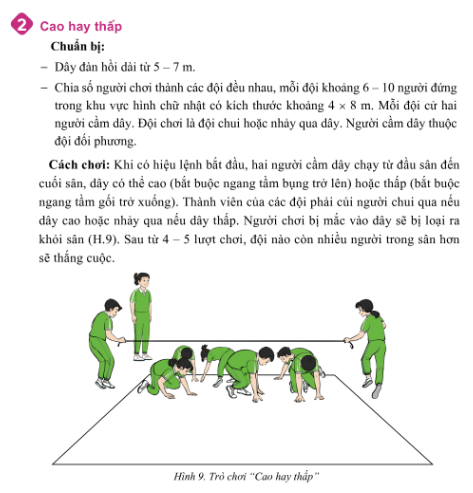 2 Cao hay thấp
Chuẩn bị:
– Dây đàn hồi dài từ 5 – 7 m.
– Chia số người chơi thành các đội đều nhau, mỗi đội khoảng 6 – 10 người đứng
trong khu vực hình chữ nhật có kích thước khoảng 4 × 8 m. Mỗi đội cử hai
người cầm dây. Đội chơi là đội chui hoặc nhảy qua dây. Người cầm dây thuộc
đội đối phương.
Cách chơi: Khi có hiệu lệnh bắt đầu, hai người cầm dây chạy từ đầu sân đến
cuối sân, dây có thể cao (bắt buộc ngang tầm bụng trở lên) hoặc thấp (bắt buộc
ngang tầm gối trở xuống). Thành viên của các đội phải cúi người chui qua nếu
dây cao hoặc nhảy qua nếu dây thấp. Người chơi bị mắc vào dây sẽ bị loại ra
khỏi sân (H.9). Sau từ 4 – 5 lượt chơi, đội nào còn nhiều người trong sân hơn
sẽ thắng cuộc.
Hình 9. Trò chơi “Cao hay thấp”